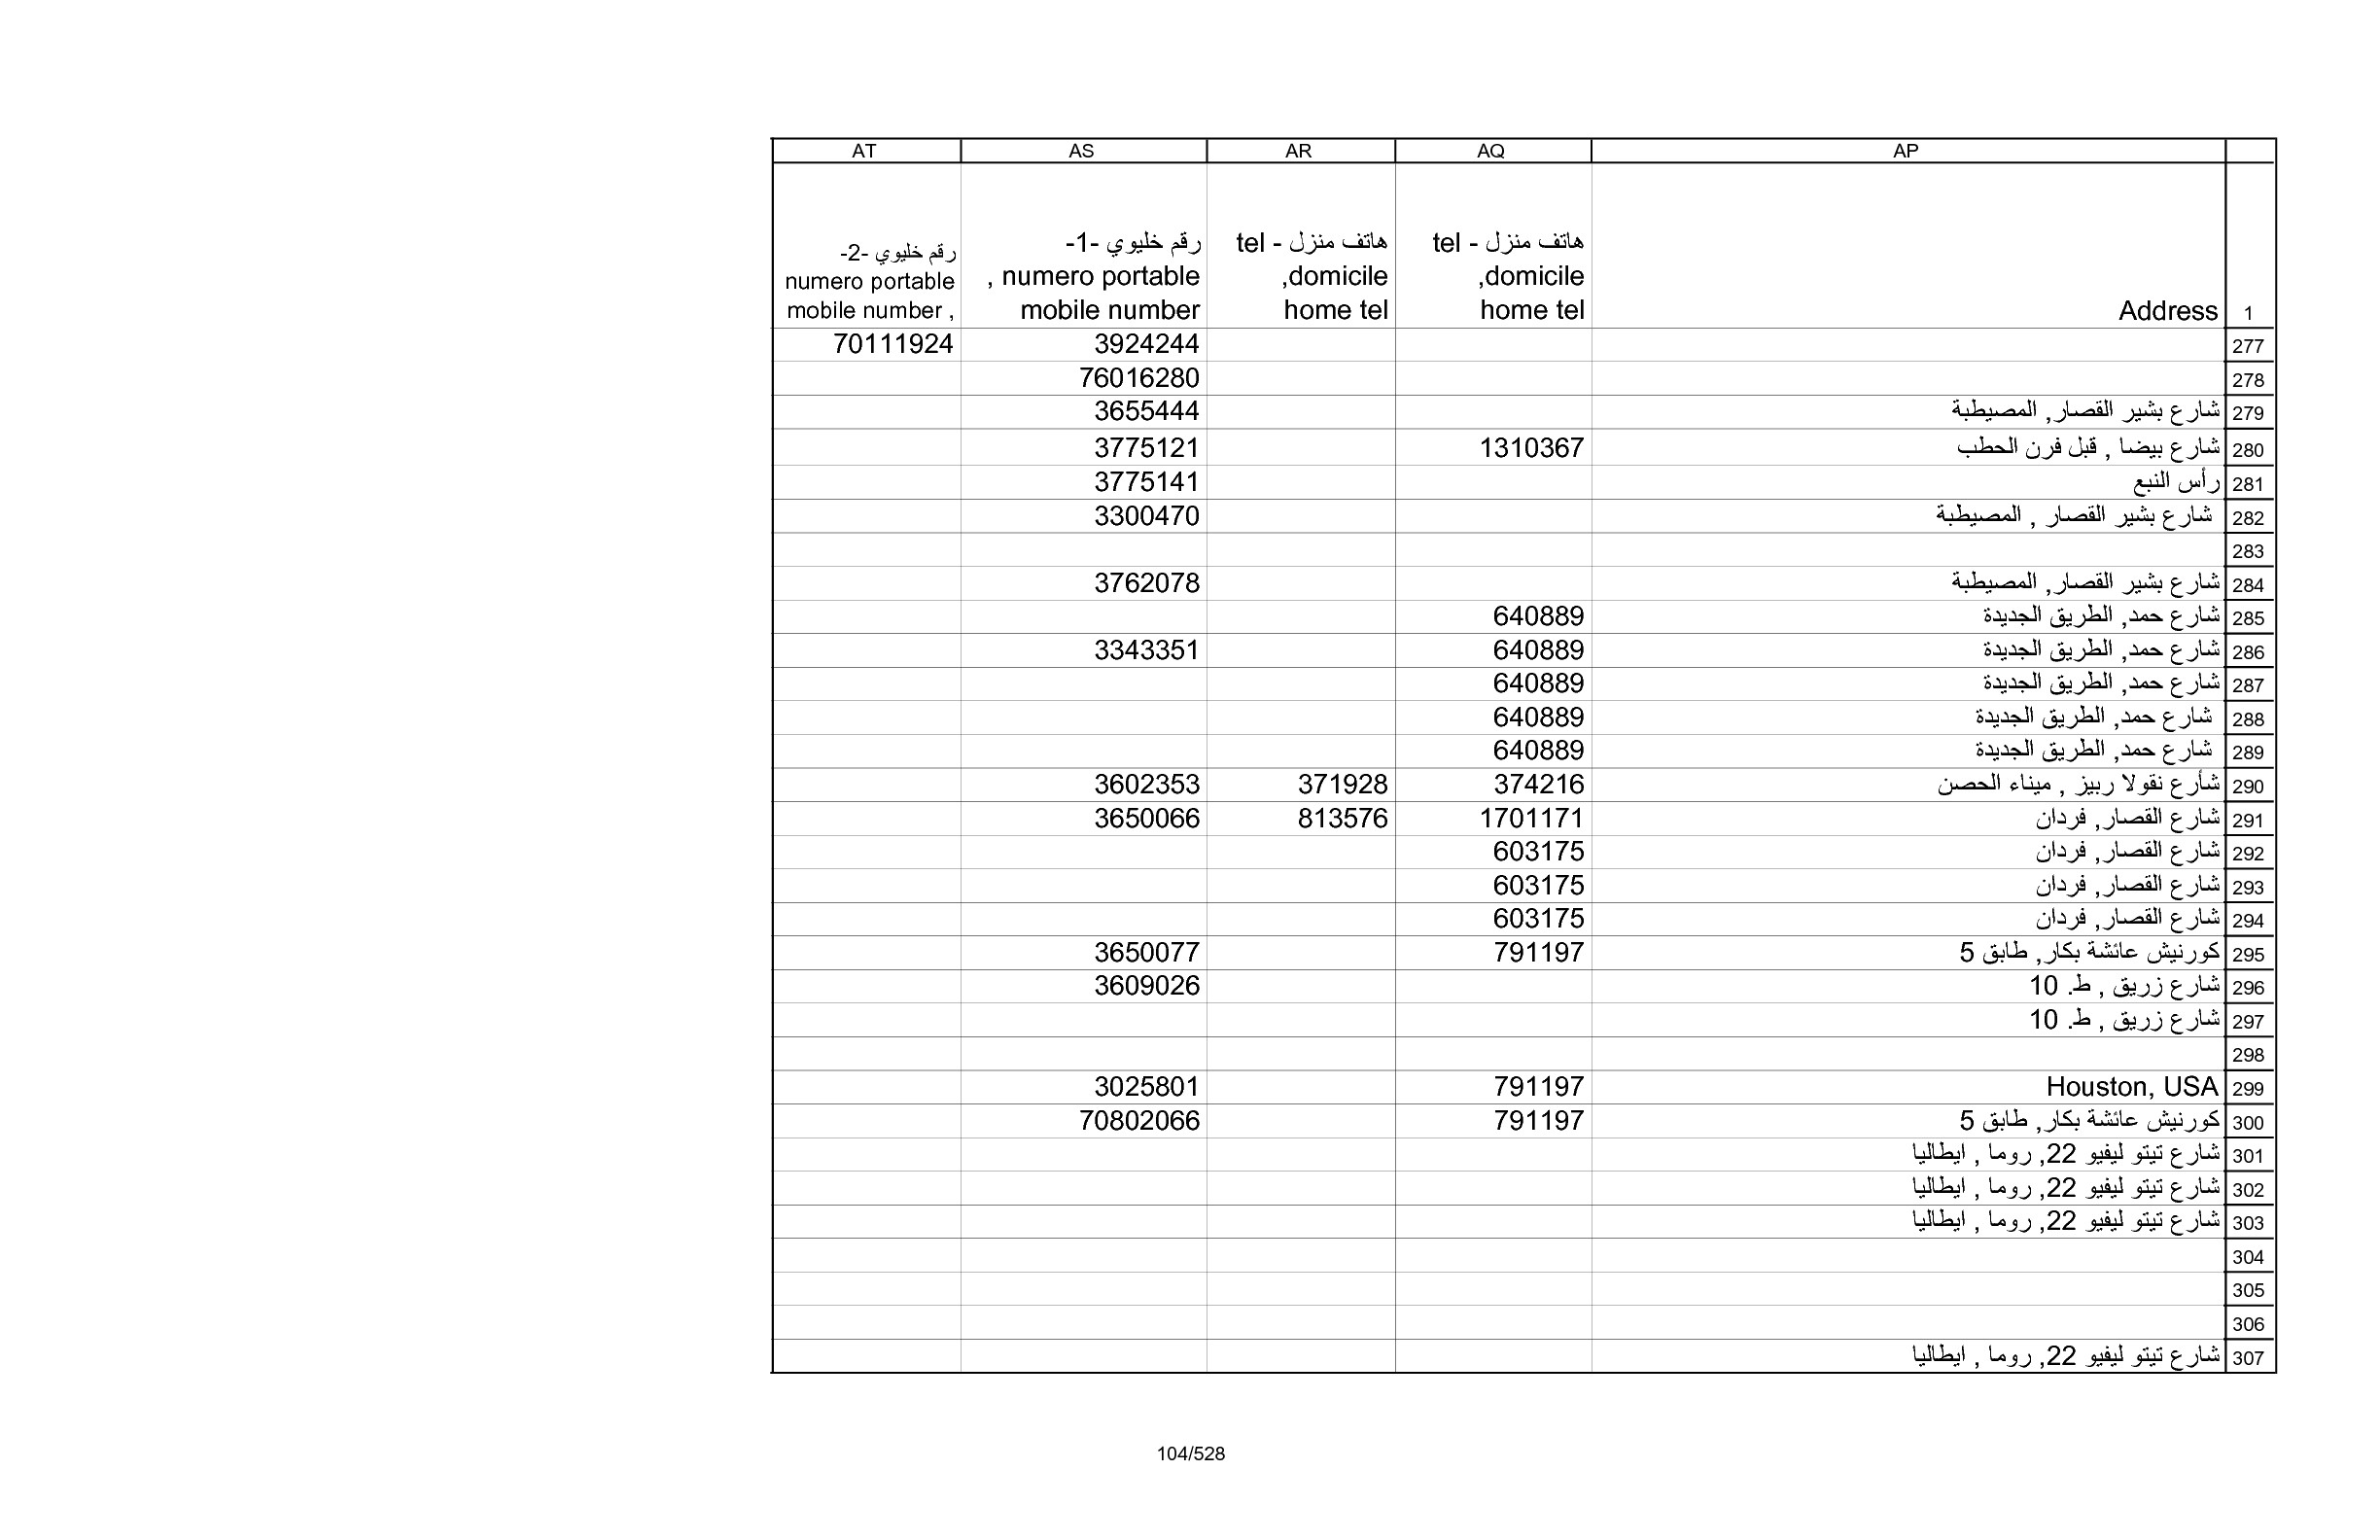 AP AQ AR AS AT
1 Address هاتف منزل - tel domicile, home tel هاتف منزل - tel domicile, home tel رقم خليوي -1- numero portable , mobile number رقم خليوي -2- numero portable mobile number ,
277 3924244 70111924
278 76016280
279 شارع بشير القصار, المصيطبة 3655444
280 شارع بيضا , قبل فرن الحطب 1310367 3775121
281 رأس النبع 3775141
282 شارع بشير القصار , المصيطبة 3300470
283
284 شارع بشير القصار, المصيطبة 3762078
285 شارع حمد, الطريق الجديدة 640889
286 شارع حمد, الطريق الجديدة 640889 3343351
287 شارع حمد, الطريق الجديدة 640889
288 شارع حمد, الطريق الجديدة 640889
289 شارع حمد, الطريق الجديدة 640889
290 شأرع نقولا ربيز , ميناء الحصن 374216 371928 3602353
291 شارع القصار, فردان 1701171 813576 3650066
292 شارع القصار, فردان 603175
293 شارع القصار, فردان 603175
294 شارع القصار, فردان 603175
295 كورنيش عائشة بكار, طابق 5 791197 3650077
296 شارع زريق , ط. 10 3609026
297 شارع زريق , ط. 10
298
299 Houston, USA 791197 3025801
300 كورنيش عائشة بكار, طابق 5 791197 70802066
301 شارع تيتو ليفيو 22, روما , ايطاليا
302 شارع تيتو ليفيو 22, روما , ايطاليا
303 شارع تيتو ليفيو 22, روما , ايطاليا
304
305
306
307 شارع تيتو ليفيو 22, روما , ايطاليا
104/528